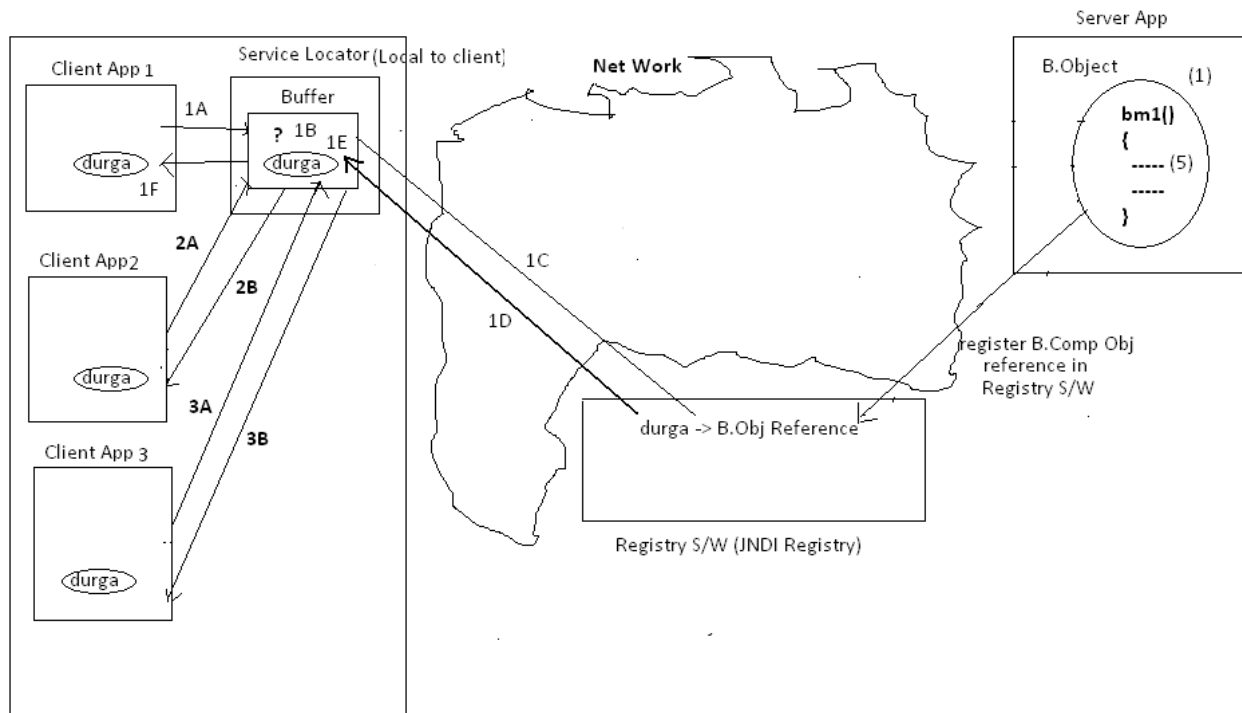 Server App
Service Locator(Local to client)
Client App 1
Buffer
Net Work
B.Object
(1)
1A
? 1B
1E
durga
durga
1F
bm1()
{
----- (5)
-----
}
2A
Client App2
2B
1C
1D
durga
3A
3B
register B.Comp Obj
reference in
Registry S/W
durga -> B.Obj Reference
Client App 3
Registry S/W (JNDI Registry)
durga